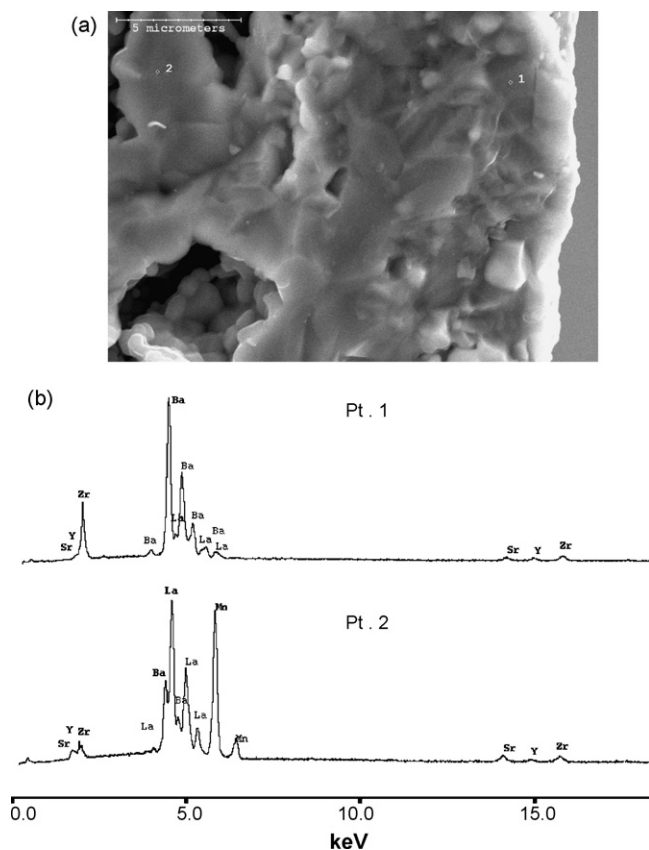 (a)
5 micrometers
2
1
(b)
Pt . 1
Ba
Ba
Zr
La
Ba
Y
Sr
Ba
La
Ba
La
Sr
Y
Zr
Pt . 2
La
Mn
La
Ba
Ba
La
La
Y
Zr
Sr
Mn
Sr
Y
Zr
0.0
5.0
10.0
15.0
keV